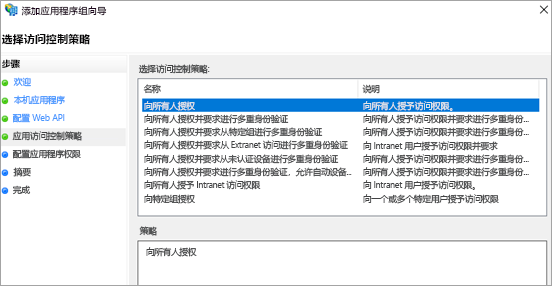 添加应用程序组向导
选择访问控制策略
步骤
欢迎
本机应用程序
配置 Web API
应用访问控制策略
配置应用程序权限
摘要
完成
选择访问控制策略:
名称 说明
向所有人授权 向所有人授予访问权限。
向所有人授权并要求进行多重身份验证 向所有人授予访问权限并要求进行多重身份...
向所有人授权并要求从特定组进行多重身份验证 向所有人授予访问权限并要求进行多重身份...
向所有人授权并要求从 Extranet 访问进行多重身份验证 向 Intranet 用户授予访问权限并要求
向所有人授权并要求从未认证设备进行多重身份验证 向所有人授予访问权限并要求进行多重身份...
向所有人授权并要求进行多重身份验证，允许自动设备... 向所有人授予访问权限并要求进行多重身份...
向所有人授予 Intranet 访问权限 向 Intranet 用户授予访问权限。
向特定组授权 向一个或多个特定用户授予访问权限
策略
向所有人授权